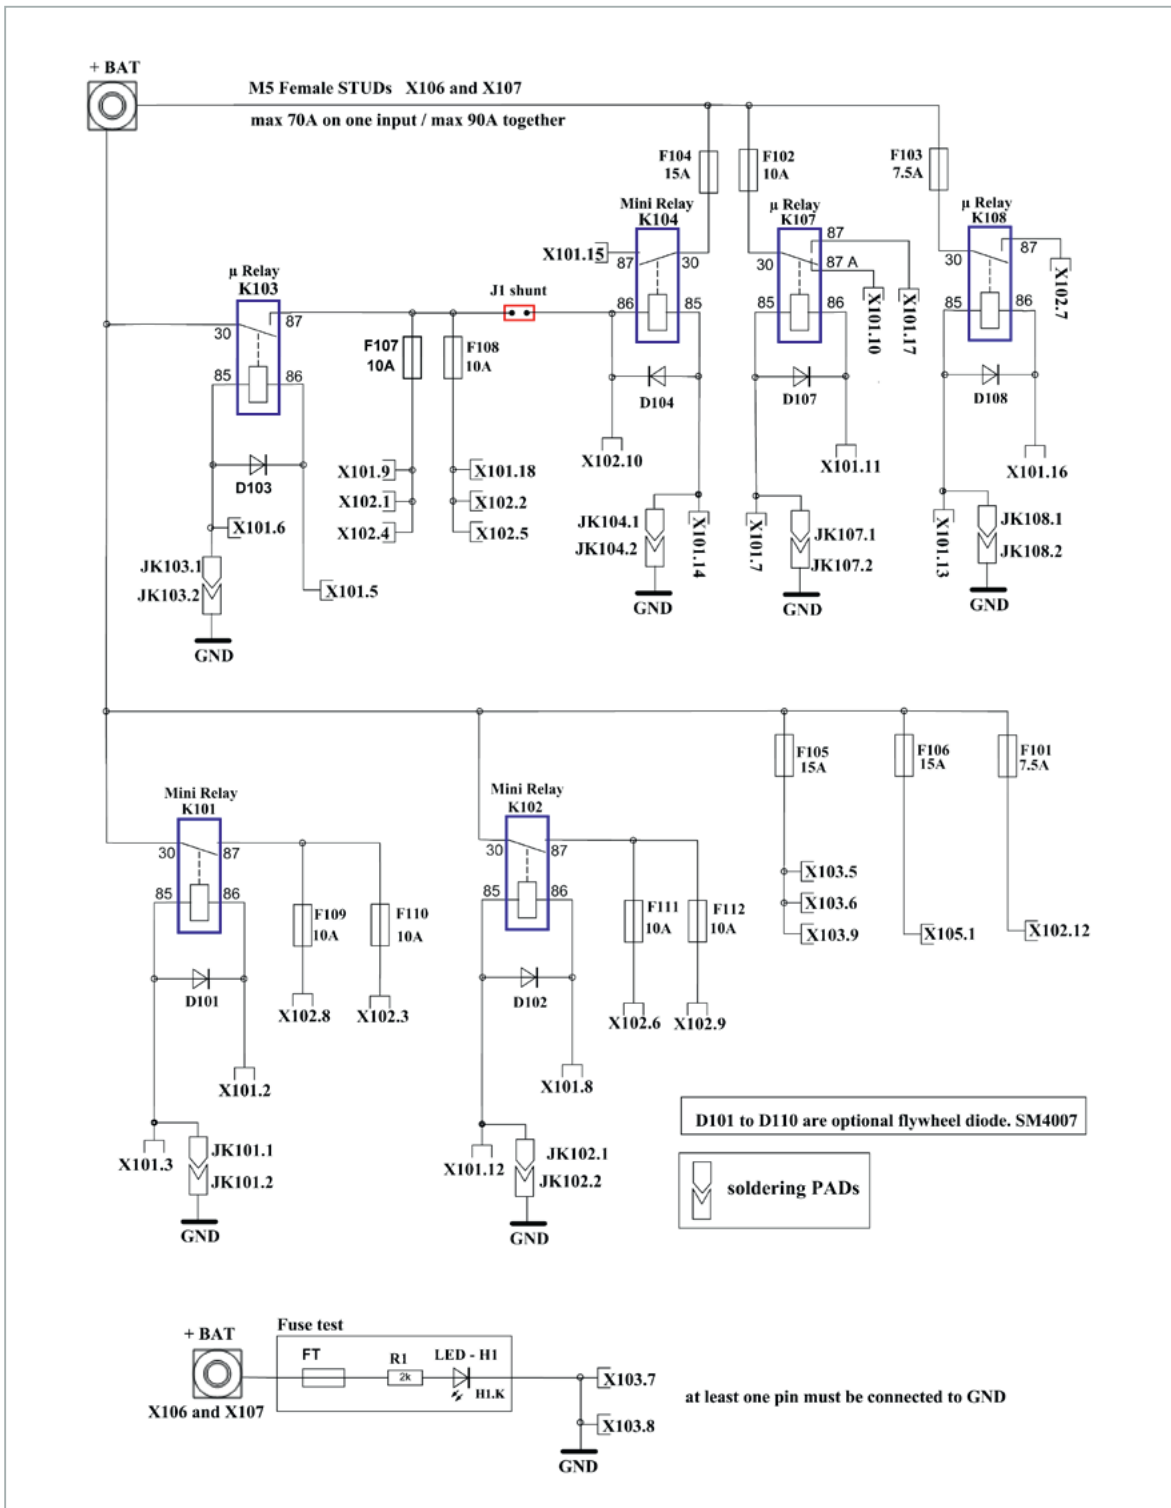 + BAT
M5 Female STUDs X106 and X107
max 70A on one input / max 90A together
F104
15A
F102
10A
F103
7.5A
Mini Relay
K104
µ Relay
K107
µ Relay
K108
X101.15
87
30
86
85
30
87
87 A
85
86
X101.10
X101.17
30
87
85
86
X102.7
µ Relay
K103
30
87
85
86
J1 shunt
F107
10A
F108
10A
D104
D107
D108
D103
X101.9
X102.1
X102.4
X101.18
X102.2
X102.5
X102.10
X101.11
X101.16
X101.6
JK103.1
JK103.2
X101.5
GND
JK104.1
JK104.2
X101.14
GND
X101.7
JK107.1
JK107.2
GND
X101.13
JK108.1
JK108.2
GND
F105
15A
F106
15A
F101
7.5A
Mini Relay
K101
30
87
85
86
Mini Relay
K102
30
87
85
86
F109
10A
F110
10A
F111
10A
F112
10A
X103.5
X103.6
X103.9
X105.1
X102.12
D101
D102
X102.8
X102.3
X102.6
X102.9
X101.2
X101.8
X101.3
JK101.1
JK101.2
GND
X101.12
JK102.1
JK102.2
GND
D101 to D110 are optional flywheel diode. SM4007
soldering PADs
+ BAT
X106 and X107
Fuse test
FT
R1
2k
LED - H1
H1.K
X103.7
X103.8
GND
at least one pin must be connected to GND